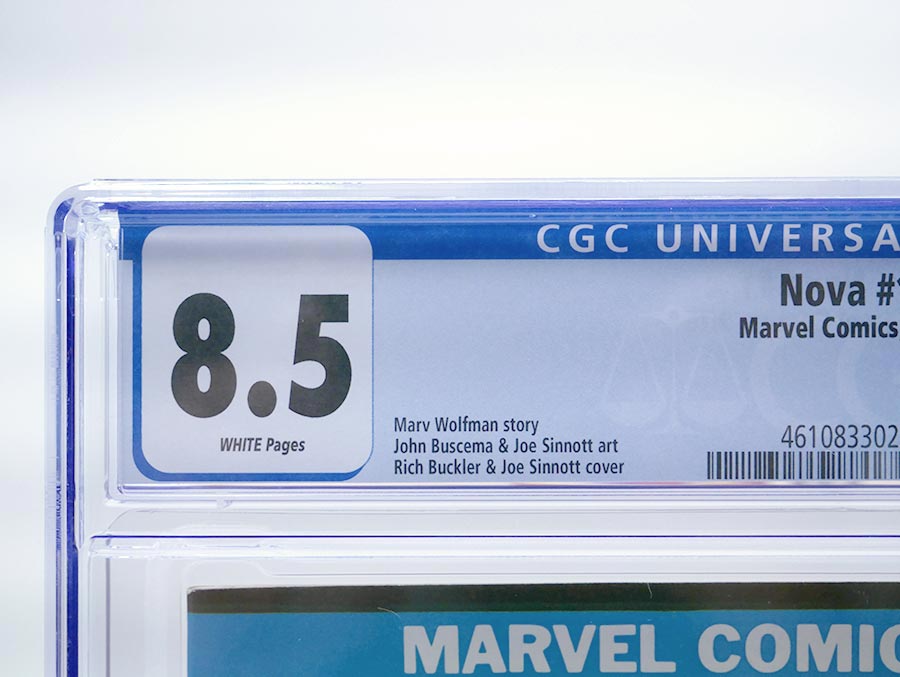 CGC UNIVERSA
8.5
WHITE Pages
Nova #1
Marvel Comics
Marv Wolfman story
John Buscema & Joe Sinnott art
Rich Buckler & Joe Sinnott cover
461083302
MARVEL COMIC